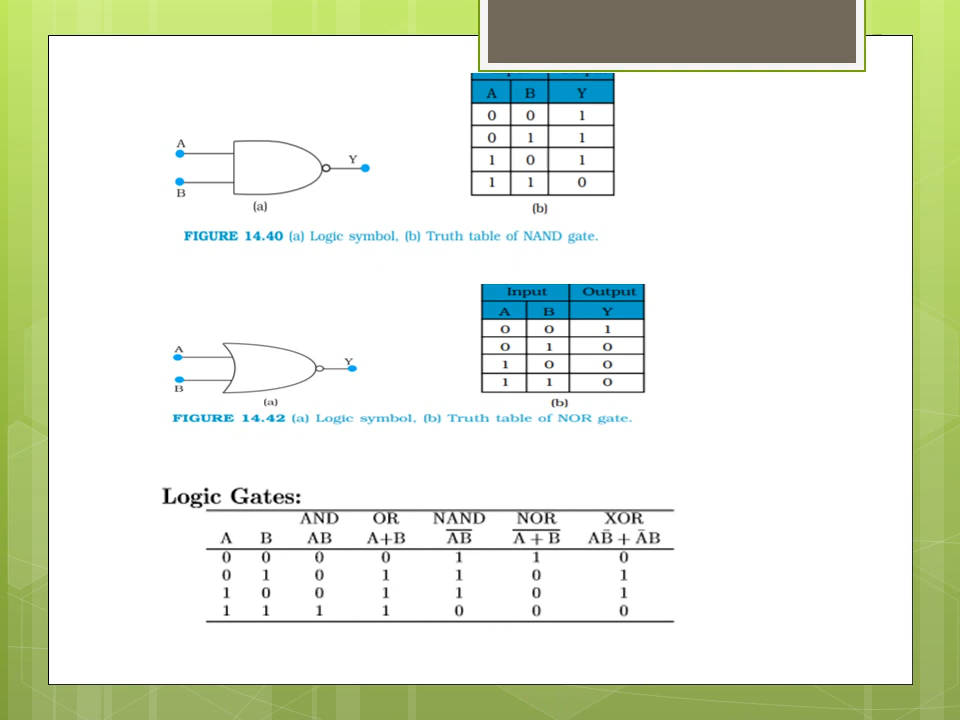 A B Y
0 0 1
0 1 1
1 0 1
1 1 0
A
B
Y
(a)
(b)
FIGURE 14.40 (a) Logic symbol, (b) Truth table of NAND gate.
Input Output
A B Y
0 0 1
0 1 0
1 0 0
1 1 0
A
B
Y
(a)
(b)
FIGURE 14.42 (a) Logic symbol, (b) Truth table of NOR gate.
Logic Gates:
AND OR NAND NOR XOR
A B AB A+B A̅B̅ A̅ ̅+̅ ̅B̅ AB̄ + ĀB
0 0 0 0 1 1 0
0 1 0 1 1 0 1
1 0 0 1 1 0 1
1 1 1 1 0 0 0